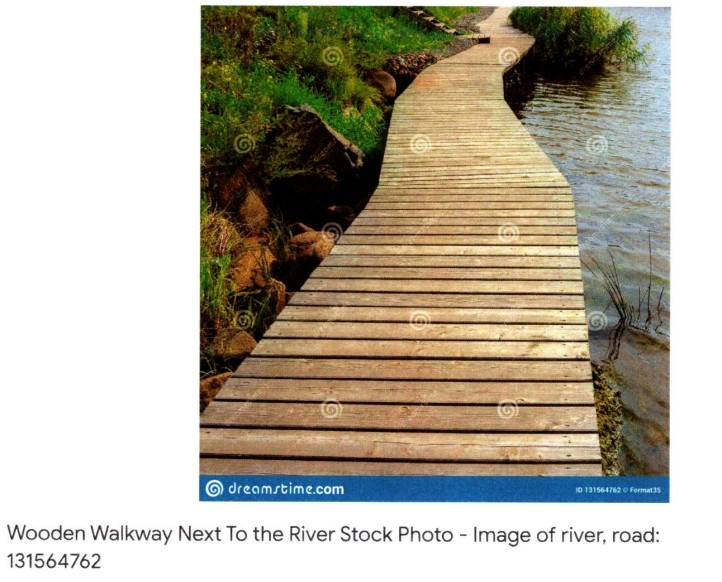 dreamstime.com
ID 131564762 © Format35
Wooden Walkway Next To the River Stock Photo - Image of river, road:
131564762